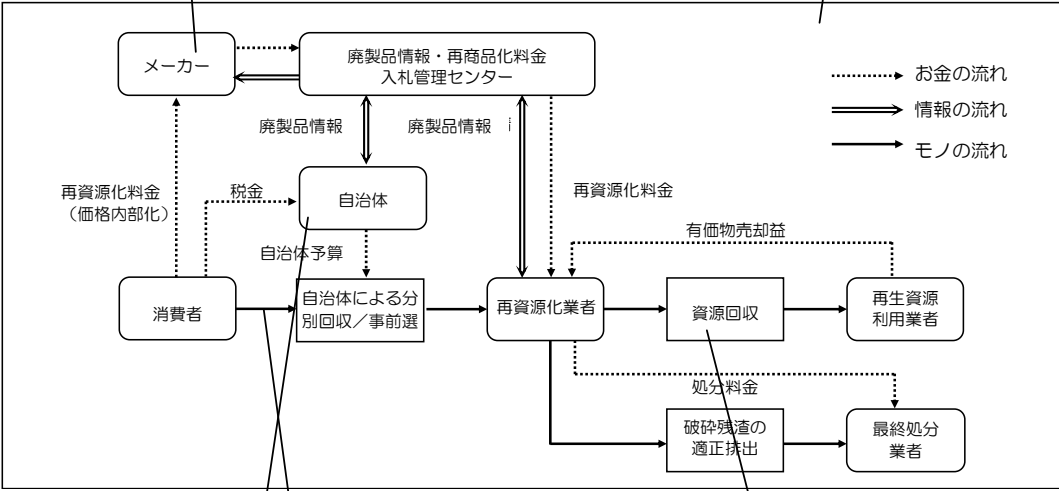 メーカー
廃製品情報・再商品化料金
入札管理センター
お金の流れ
情報の流れ
モノの流れ
廃製品情報
廃製品情報
再資源化料金
（価格内部化）
税金
自治体
再資源化料金
有価物売却益
自治体予算
消費者
自治体による分
別回収／事前選
再資源化業者
資源回収
再生資源
利用業者
処分料金
破砕残渣の
適正排出
最終処分
業者